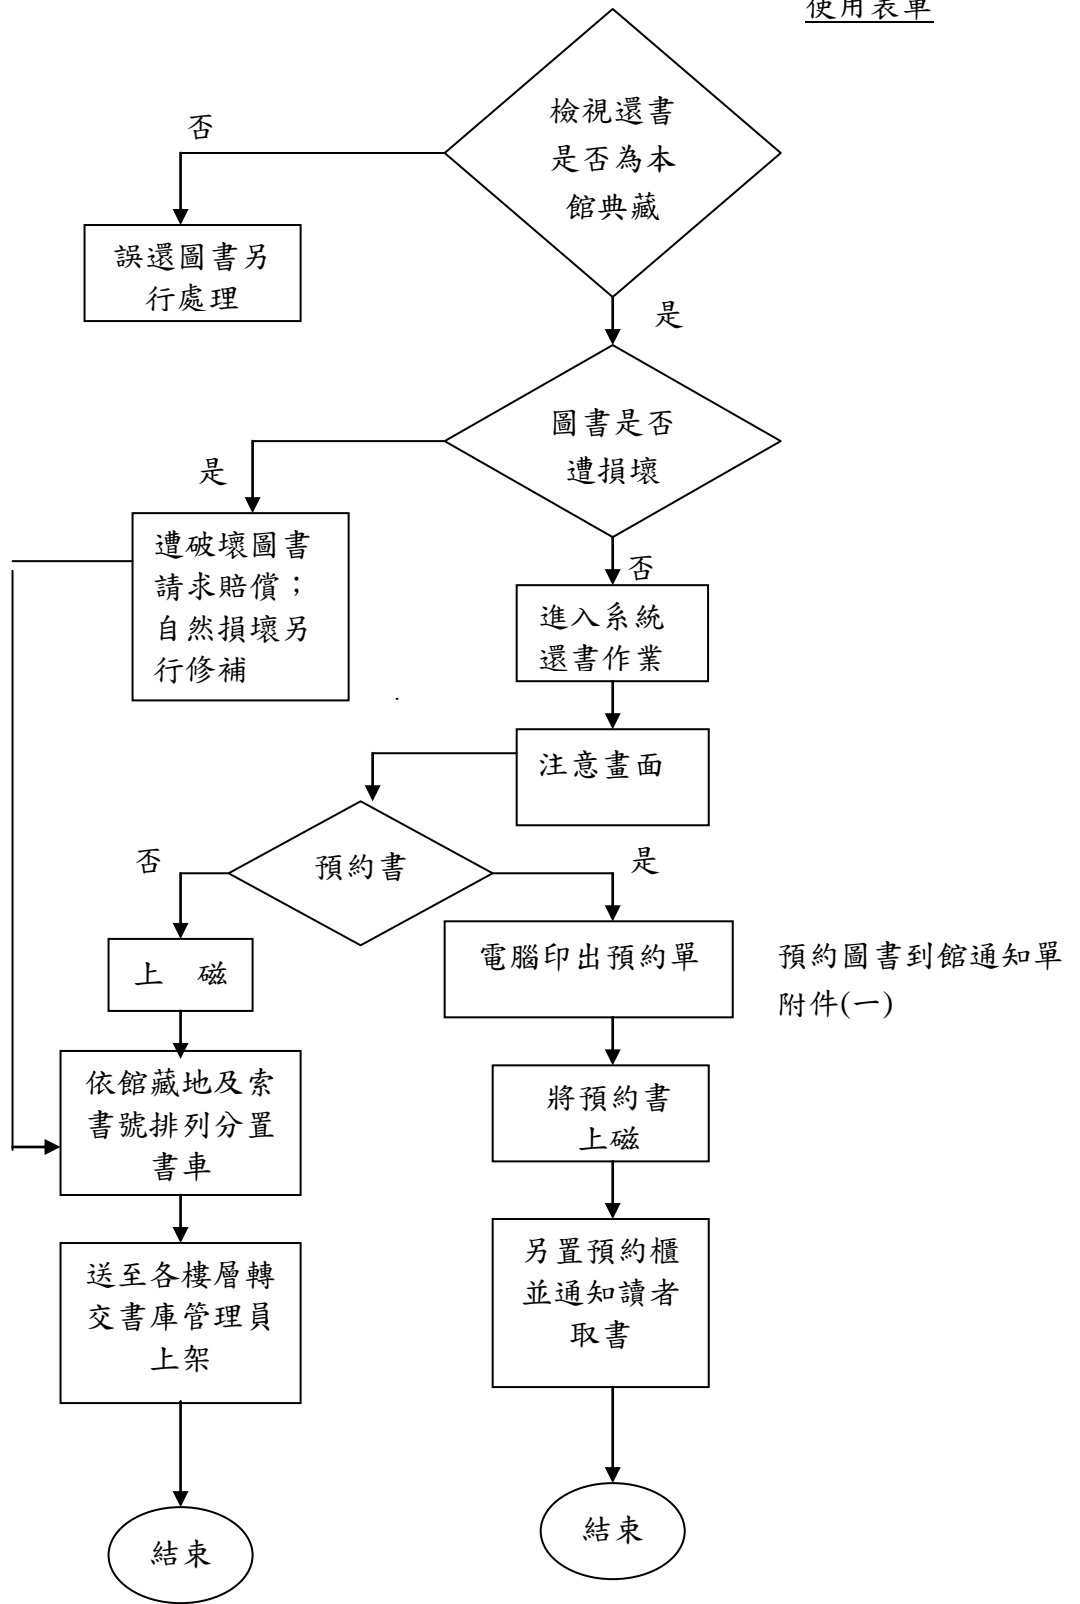 使用表單
檢視還書
是否為本
館典藏
否
誤還圖書另
行處理
是
圖書是否
遭損壞
是
遭破壞圖書
請求賠償；
自然損壞另
行修補
否
進入系統
還書作業
注意畫面
預約書
否
是
上 磁
電腦印出預約單
預約圖書到館通知單
附件(一)
依館藏地及索
書號排列分置
書車
將預約書
上磁
送至各樓層轉
交書庫管理員
上架
另置預約櫃
並通知讀者
取書
結束
結束